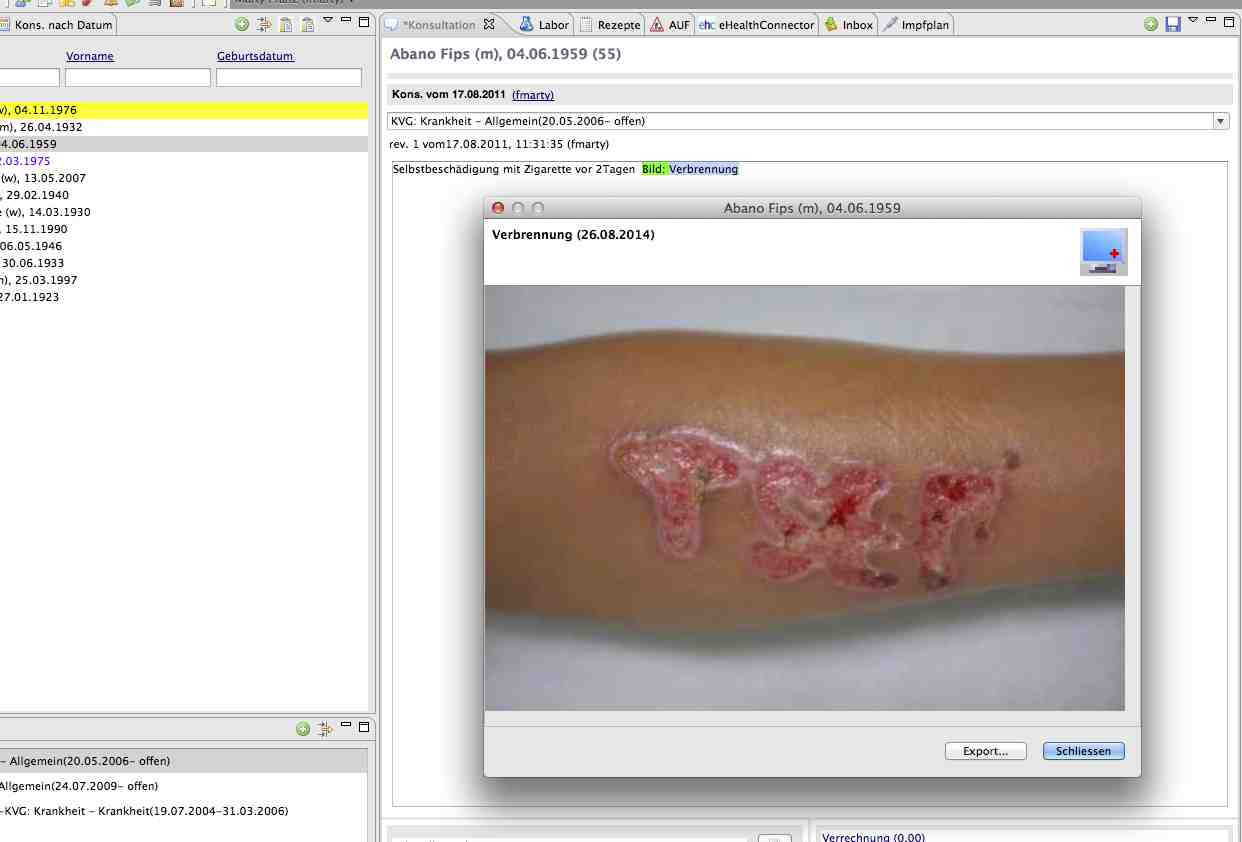 Kons. nach Datum
Vorname
Geburtsdatum
), 04.11.1976
m), 26.04.1932
4.06.1959
2.03.1975
(w), 13.05.2007
, 29.02.1940
e (w), 14.03.1930
, 15.11.1990
06.05.1946
30.06.1933
), 25.03.1997
27.01.1923
– Allgemein(20.05.2006– offen)
Allgemein(24.07.2009– offen)
-KVG: Krankheit – Krankheit(19.07.2004–31.03.2006)
*Konsultation
Labor
Rezepte
AUF
ehc eHealthConnector
Inbox
Impfplan
Abano Fips (m), 04.06.1959 (55)
Kons. vom 17.08.2011 (fmarty)
KVG: Krankheit – Allgemein(20.05.2006– offen)
rev. 1 vom17.08.2011, 11:31:35 (fmarty)
Selbstbeschädigung mit Zigarette vor 2Tagen Bild: Verbrennung
Abano Fips (m), 04.06.1959
Verbrennung (26.08.2014)
Export...
Schliessen
Verrechnung (0.00)